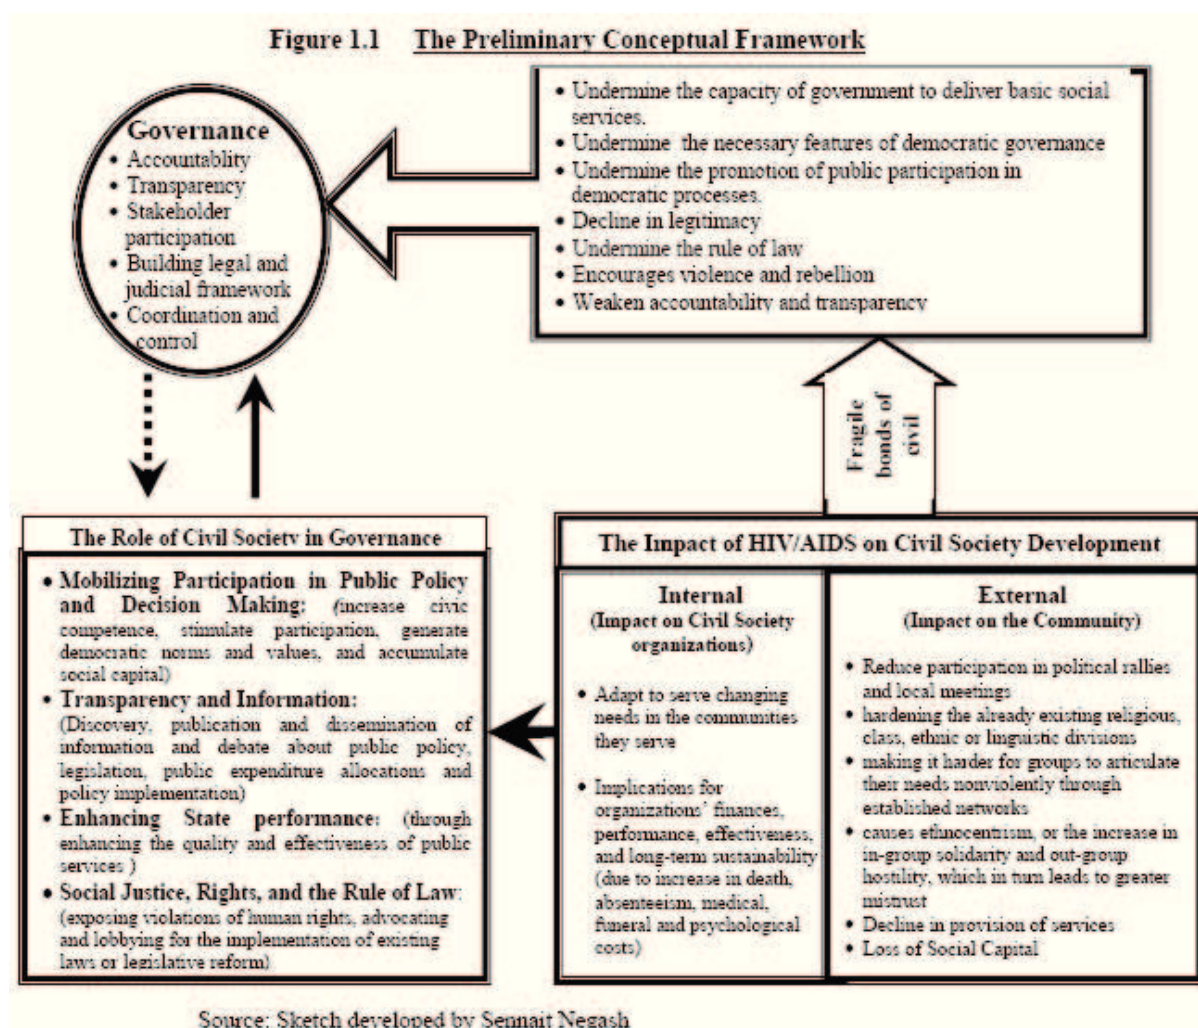 Figure 1.1 The Preliminary Conceptual Framework
Governance
• Accountablity
• Transparency
• Stakeholder
participation
• Building legal and
judicial framework
• Coordination and
control
• Undermine the capacity of government to deliver basic social
services.
• Undermine the necessary features of democratic governance
• Undermine the promotion of public participation in
democratic processes.
• Decline in legitimacy
• Undermine the rule of law
• Encourages violence and rebellion
• Weaken accountability and transparency
Fragile
bonds of
civil
The Role of Civil Society in Governance
• Mobilizing Participation in Public Policy
and Decision Making: (increase civic
competence, stimulate participation, generate
democratic norms and values, and accumulate
social capital)
• Transparency and Information:
(Discovery, publication and dissemination of
information and debate about public policy,
legislation, public expenditure allocations and
policy implementation)
• Enhancing State performance: (through
enhancing the quality and effectiveness of public
services )
• Social Justice, Rights, and the Rule of Law:
(exposing violations of human rights, advocating
and lobbying for the implementation of existing
laws or legislative reform)
The Impact of HIV/AIDS on Civil Society Development
Internal
(Impact on Civil Society
organizations)
• Adapt to serve changing
needs in the communities
they serve
• Implications for
organizations' finances,
performance, effectiveness,
and long-term sustainability
(due to increase in death,
absenteeism, medical,
funeral and psychological
costs)
External
(Impact on the Community)
• Reduce participation in political rallies
and local meetings
• hardening the already existing religious,
class, ethnic or linguistic divisions
• making it harder for groups to articulate
their needs nonviolently through
established networks
• causes ethnocentrism, or the increase in
in-group solidarity and out-group
hostility, which in turn leads to greater
mistrust
• Decline in provision of services
• Loss of Social Capital
Source: Sketch developed by Sennait Negash